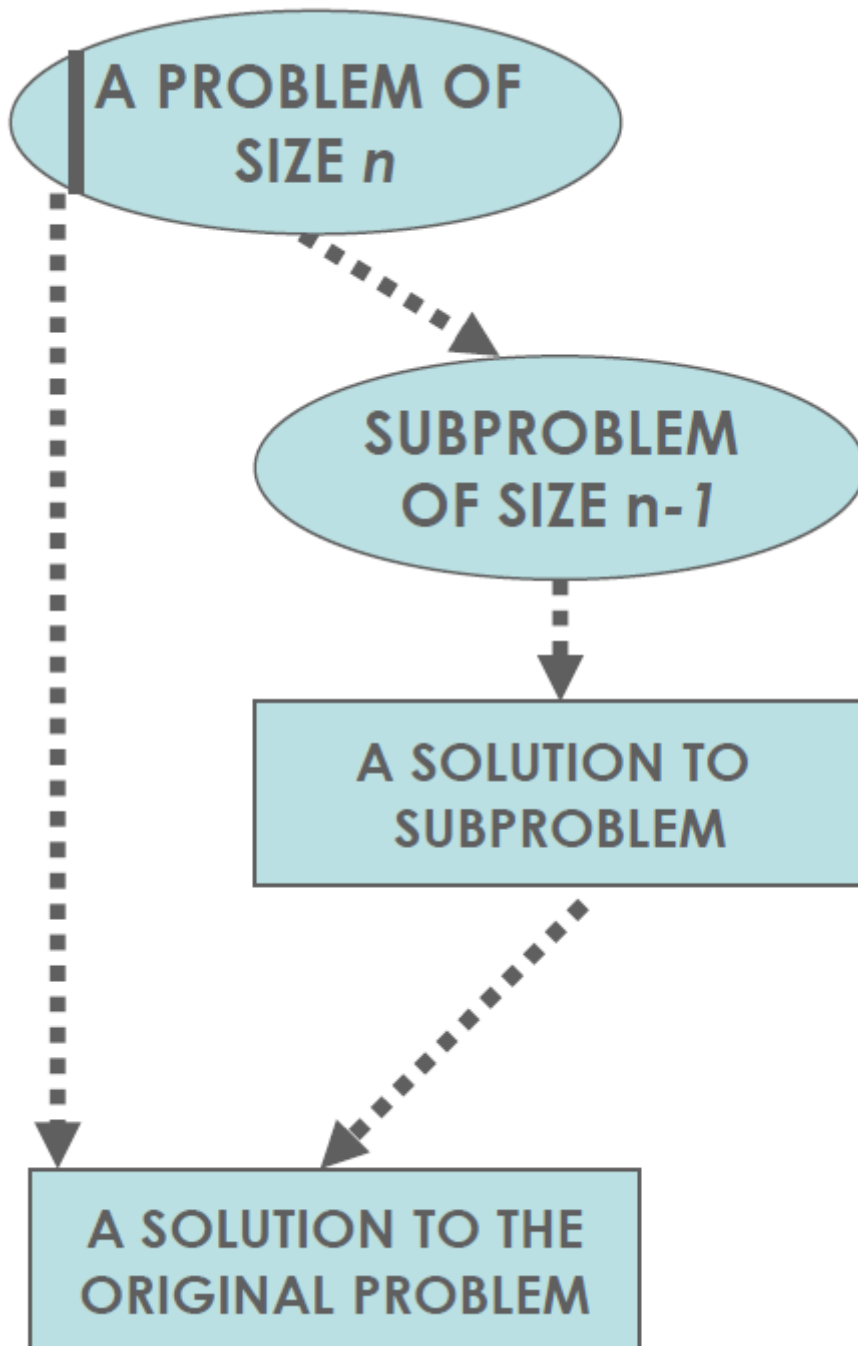 A PROBLEM OF
SIZE n
SUBPROBLEM
OF SIZE n-1
A SOLUTION TO
SUBPROBLEM
A SOLUTION TO THE
ORIGINAL PROBLEM